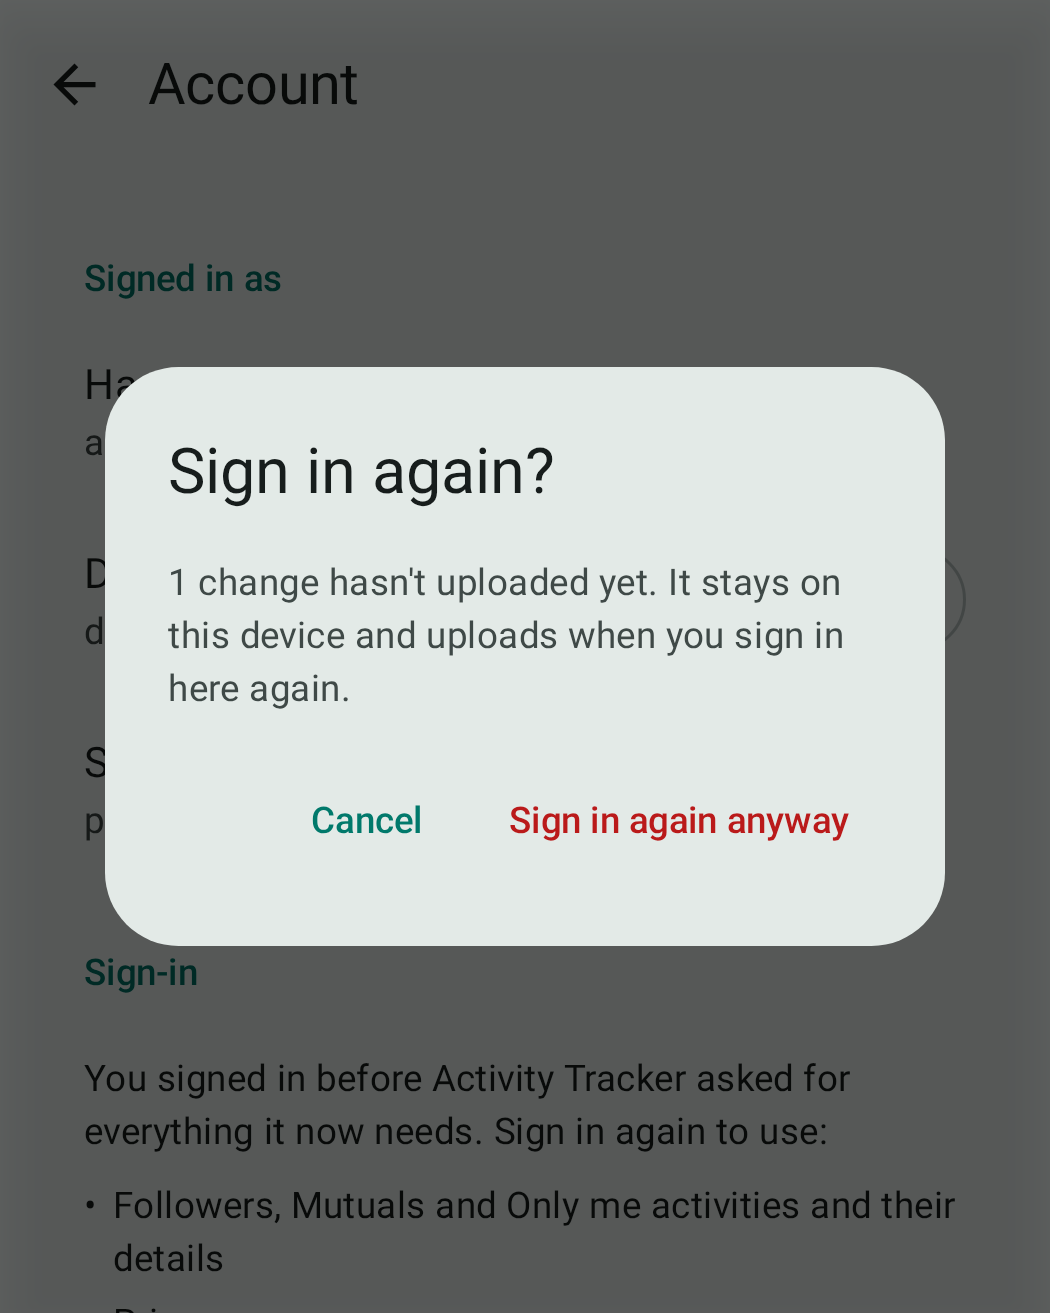 Account
Signed in as
Sign in again?
1 change hasn't uploaded yet. It stays on
this device and uploads when you sign in
here again.
Cancel
Sign in again anyway
Sign-in
You signed in before Activity Tracker asked for
everything it now needs. Sign in again to use:
• Followers, Mutuals and Only me activities and their
details